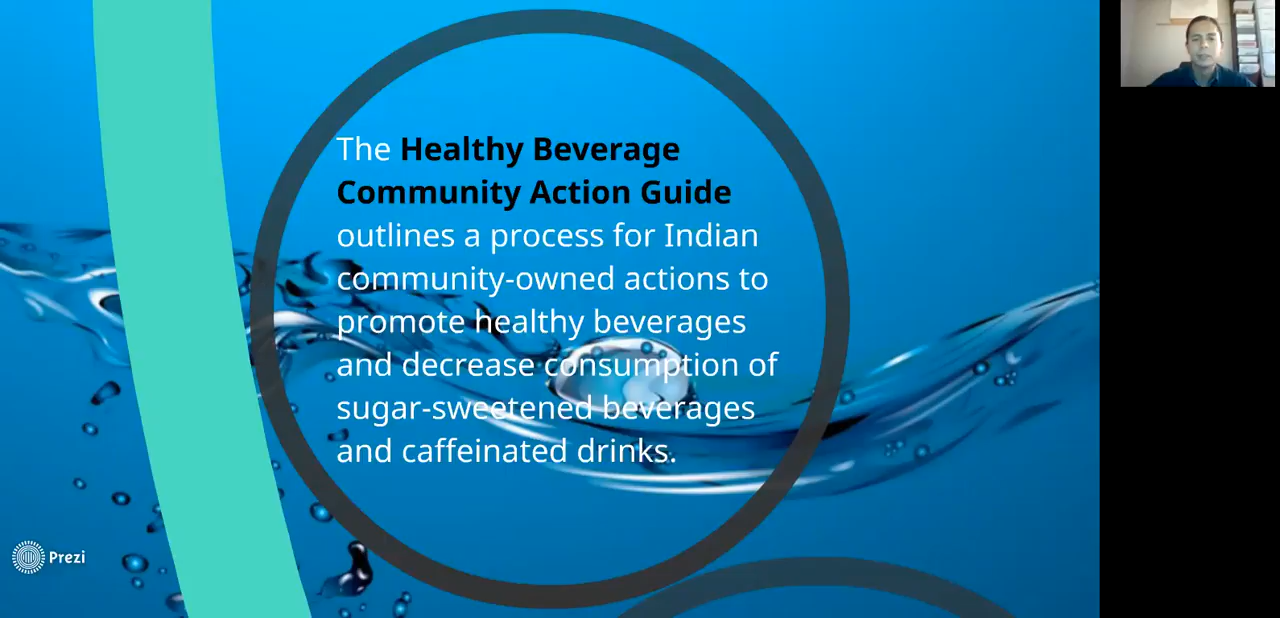 The Healthy Beverage
Community Action Guide
outlines a process for Indian
community-owned actions to
promote healthy beverages
and decrease consumption of
sugar-sweetened beverages
and caffeinated drinks.
Prezi